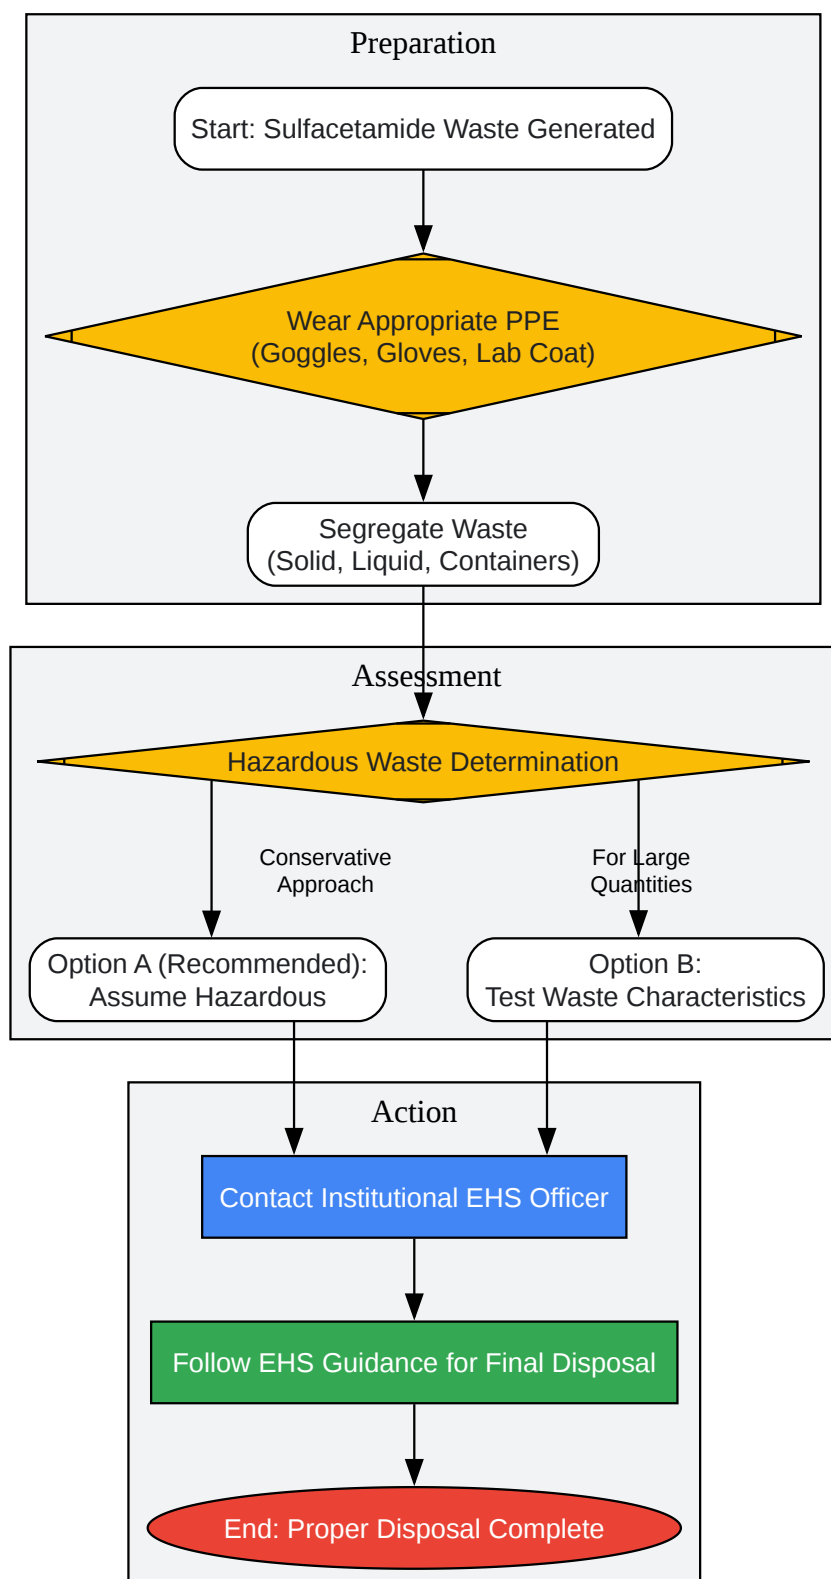 Preparation
Start: Sulfacetamide Waste Generated
Wear Appropriate PPE
(Goggles, Gloves, Lab Coat)
Segregate Waste
(Solid, Liquid, Containers)
Assessment
Hazardous Waste Determination
Conservative
Approach
For Large
Quantities
Option A (Recommended):
Assume Hazardous
Option B:
Test Waste Characteristics
Action
Contact Institutional EHS Officer
Follow EHS Guidance for Final Disposal
End: Proper Disposal Complete